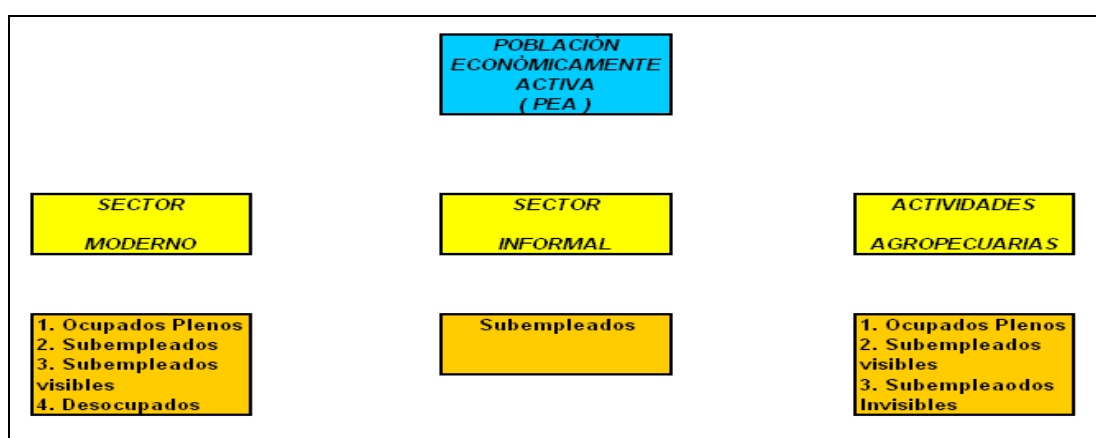 POBLACIÓN
ECONÒMICAMENTE
ACTIVA
( PEA )
SECTOR
MODERNO
SECTOR
INFORMAL
ACTIVIDADES
AGROPECUARIAS
1. Ocupados Plenos
2. Subempleados
3. Subempleados
visibles
4. Desocupados
Subempleados
1. Ocupados Plenos
2. Subempleados
visibles
3. Subempleaodos
Invisibles